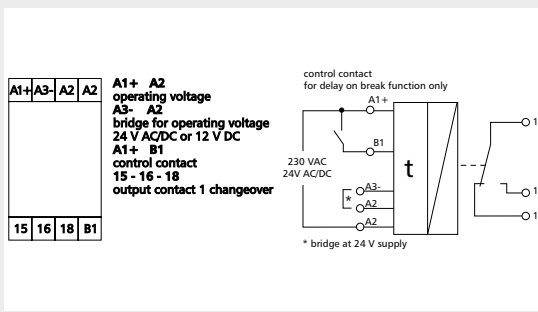 A1+ A3- A2 A2
15 16 18 B1
A1+ A2
operating voltage
A3- A2
bridge for operating voltage
24 V AC/DC or 12 V DC
A1+ B1
control contact
15 - 16 - 18
output contact 1 changeover
control contact
for delay on break function only
A1+
B1
230 VAC
24V AC/DC
t
A3-
*
A2
A2
* bridge at 24 V supply
1
1
1